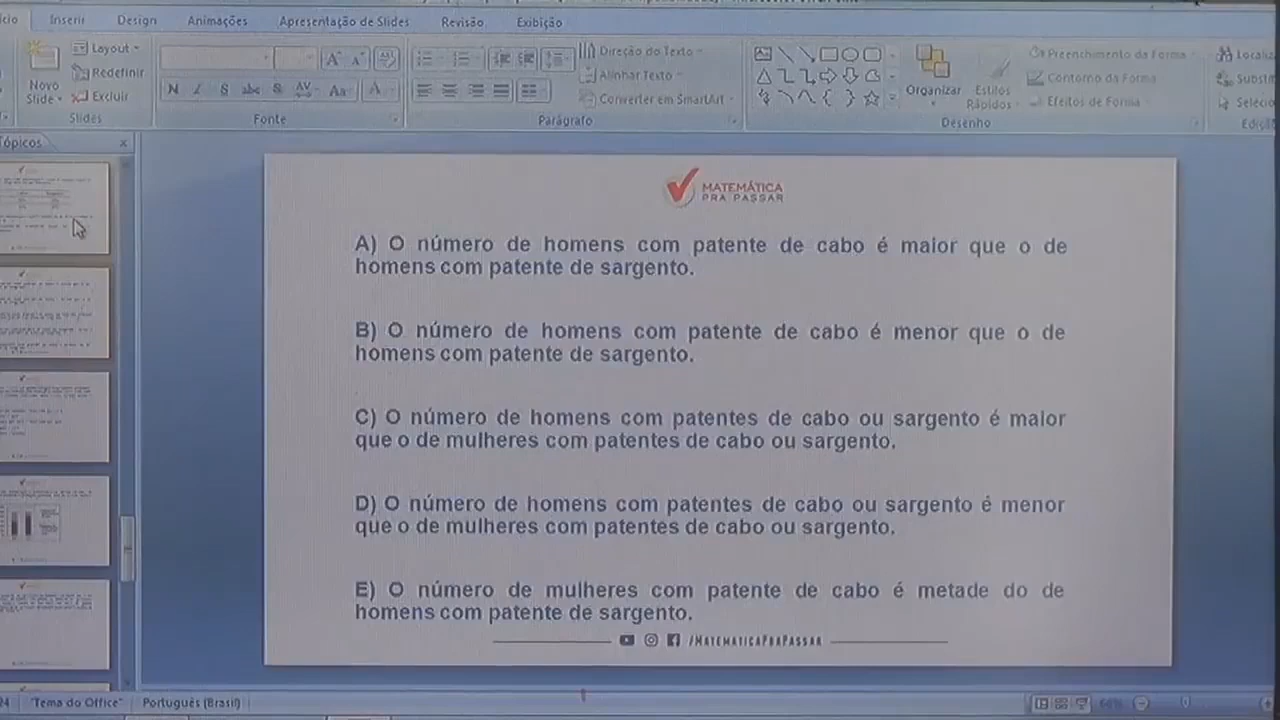 Inserir Design Animações Apresentação de Slides Revisão Exibição
Layout
Redefinir
Excluir
Novo
Slide
Slides
N I S abc S AV Aa A
Fonte
Direção do Texto
Alinhar Texto
Converter em SmartArt
Parágrafo
Organizar
Estilos
Rápidos
Preenchimento da Forma
Contorno da Forma
Efeitos de Forma
Desenho
MATEMÁTICA
PRA PASSAR
A) O número de homens com patente de cabo é maior que o de
homens com patente de sargento.
B) O número de homens com patente de cabo é menor que o de
homens com patente de sargento.
C) O número de homens com patentes de cabo ou sargento é maior
que o de mulheres com patentes de cabo ou sargento.
D) O número de homens com patentes de cabo ou sargento é menor
que o de mulheres com patentes de cabo ou sargento.
E) O número de mulheres com patente de cabo é metade do de
homens com patente de sargento.
/MATEMATICAPRAPASSAR
"Tema do Office" Português (Brasil)